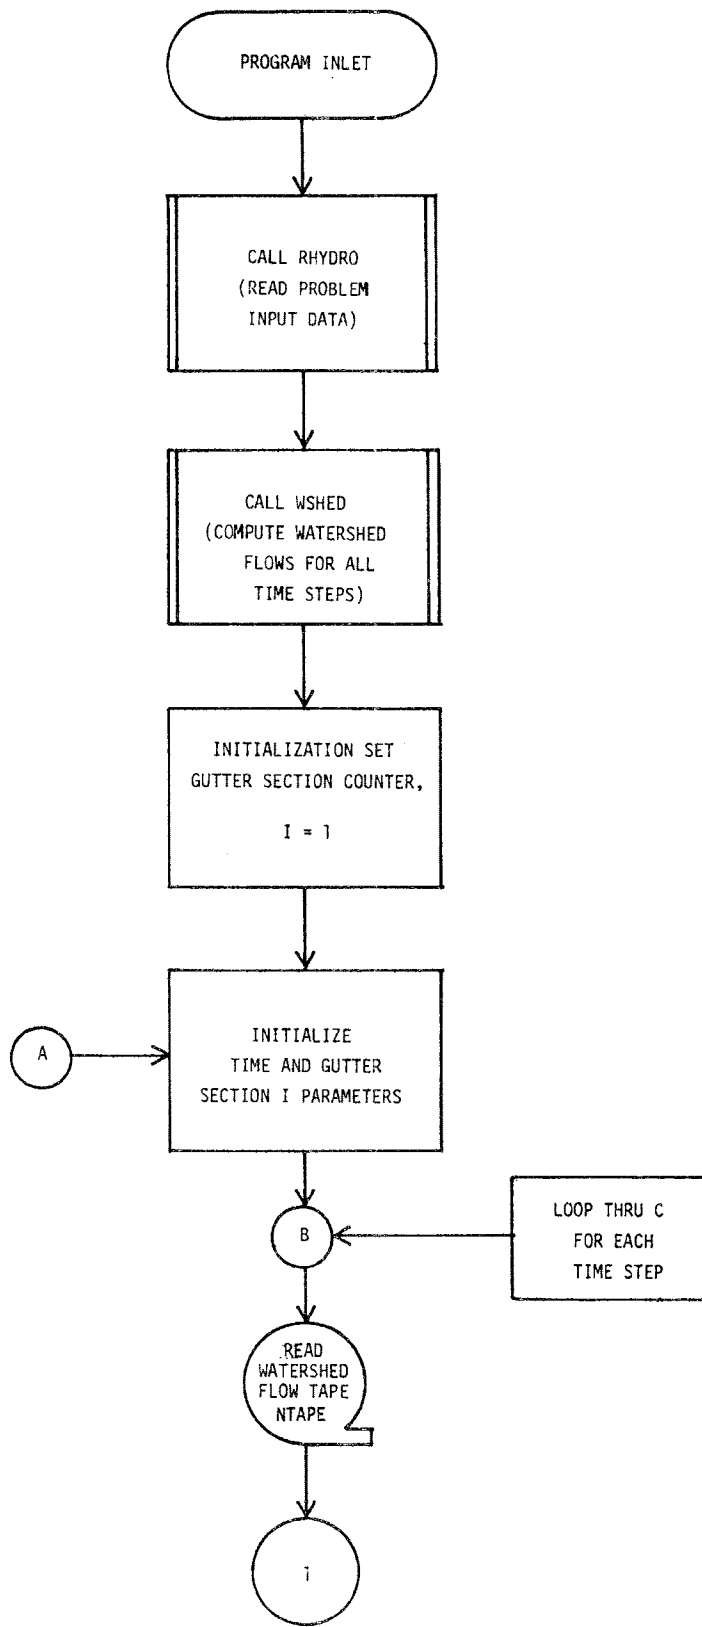 PROGRAM INLET
CALL RHYDRO
(READ PROBLEM
INPUT DATA)
CALL WSHED
(COMPUTE WATERSHED
FLOWS FOR ALL
TIME STEPS)
INITIALIZATION SET
GUTTER SECTION COUNTER,
I = 1
INITIALIZE
TIME AND GUTTER
SECTION I PARAMETERS
A
B
LOOP THRU C
FOR EACH
TIME STEP
READ
WATERSHED
FLOW TAPE
NTAPE
1